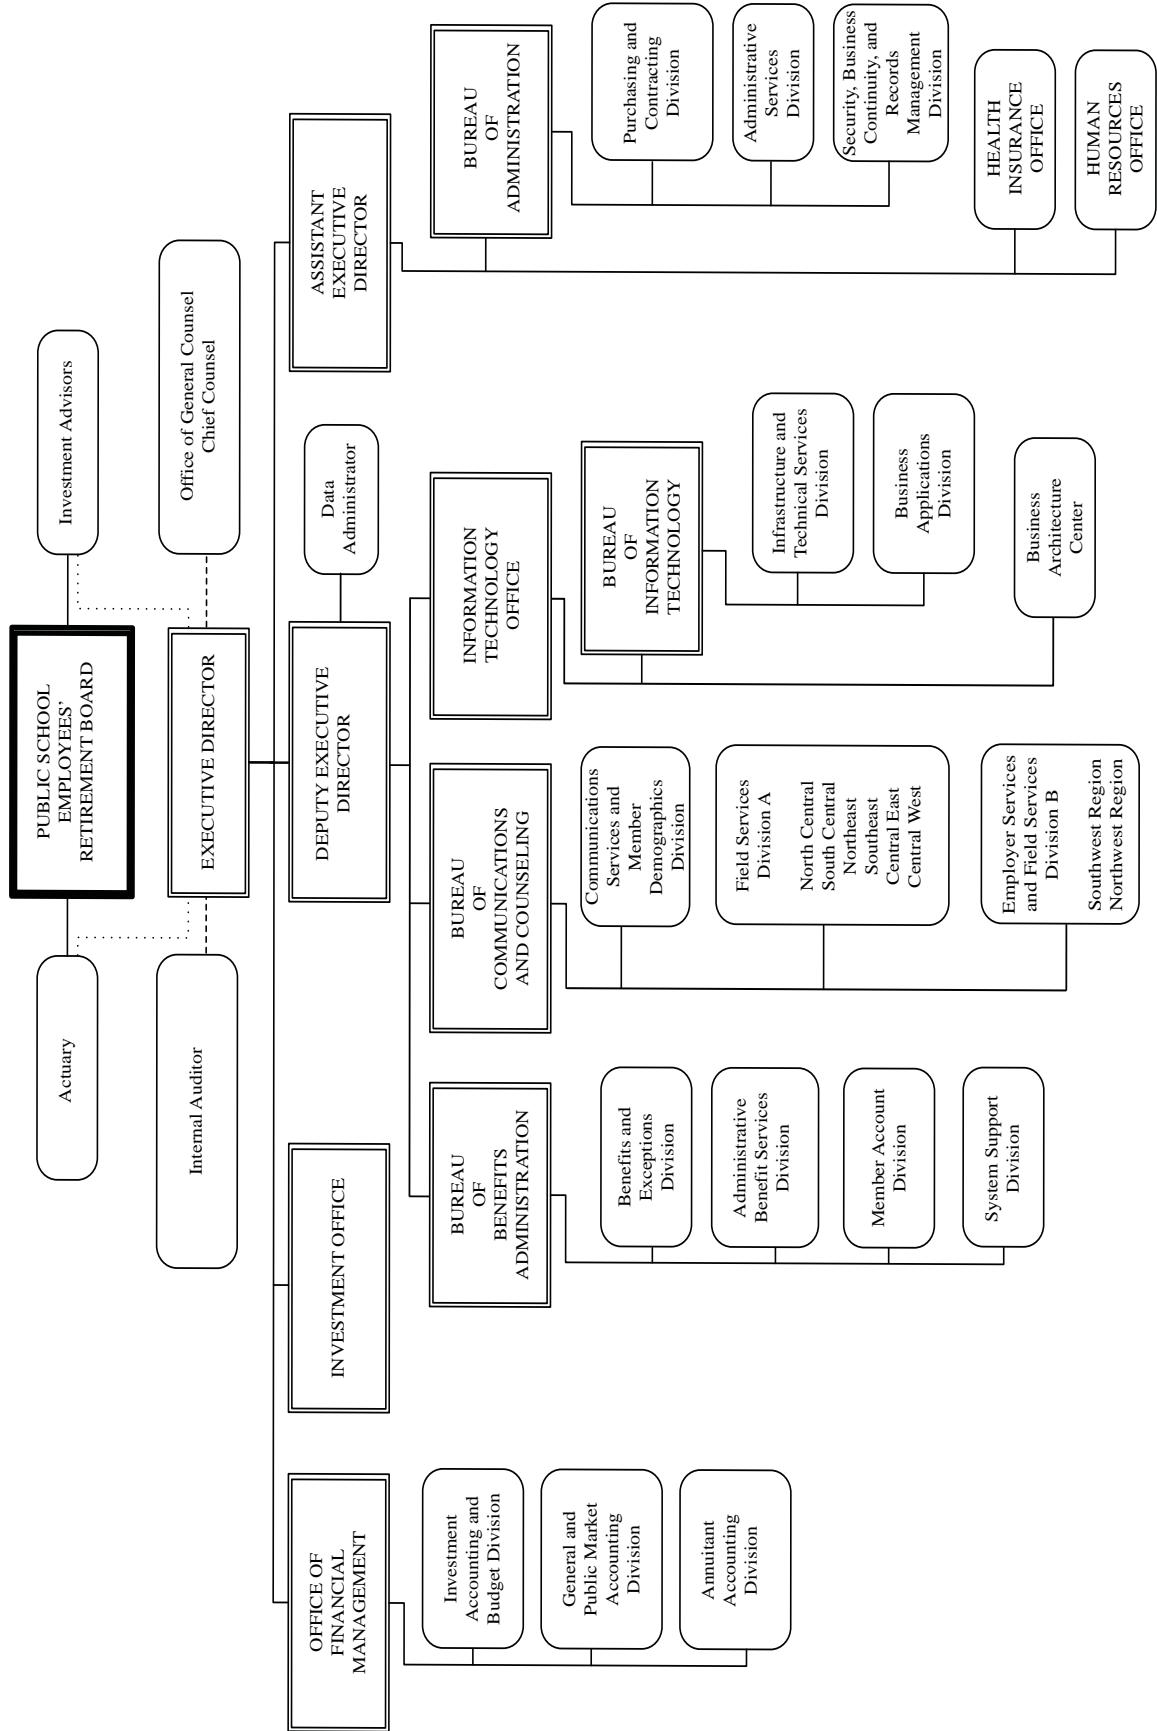 PUBLIC SCHOOL
EMPLOYEES'
RETIREMENT BOARD
Actuary
Investment Advisors
EXECUTIVE DIRECTOR
Internal Auditor
Office of General Counsel
Chief Counsel
OFFICE OF
FINANCIAL
MANAGEMENT
INVESTMENT OFFICE
DEPUTY EXECUTIVE
DIRECTOR
Data
Administrator
ASSISTANT
EXECUTIVE
DIRECTOR
Investment
Accounting and
Budget Division
General and
Public Market
Accounting
Division
Annuitant
Accounting
Division
BUREAU
OF
BENEFITS
ADMINISTRATION
Benefits and
Exceptions
Division
Administrative
Benefit Services
Division
Member Account
Division
System Support
Division
BUREAU
OF
COMMUNICATIONS
AND COUNSELING
Communications
Services and
Member
Demographics
Division
Field Services
Division A
North Central
South Central
Northeast
Southeast
Central East
Central West
Employer Services
and Field Services
Division B
Southwest Region
Northwest Region
INFORMATION
TECHNOLOGY
OFFICE
BUREAU
OF
INFORMATION
TECHNOLOGY
Infrastructure and
Technical Services
Division
Business
Applications
Division
Business
Architecture
Center
BUREAU
OF
ADMINISTRATION
Purchasing and
Contracting
Division
Administrative
Services
Division
Security, Business
Continuity, and
Records
Management
Division
HEALTH
INSURANCE
OFFICE
HUMAN
RESOURCES
OFFICE